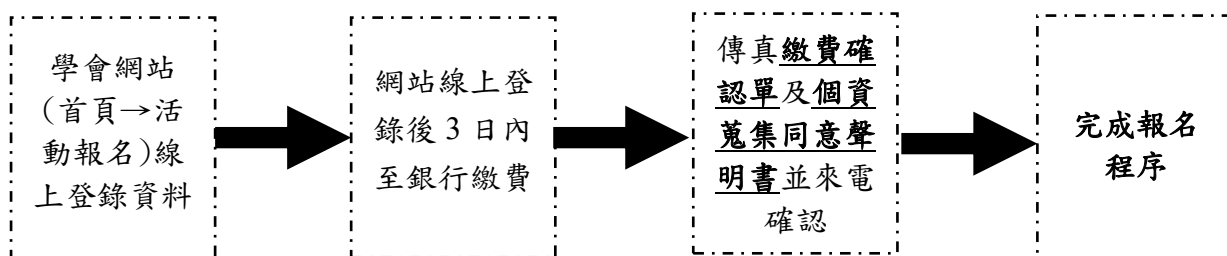 學會網站
(首頁→活
動報名)線
上登錄資料
網站線上登
錄後 3 日內
至銀行繳費
傳真繳費確
認單及個資
蒐集同意聲
明書並來電
確認
完成報名
程序